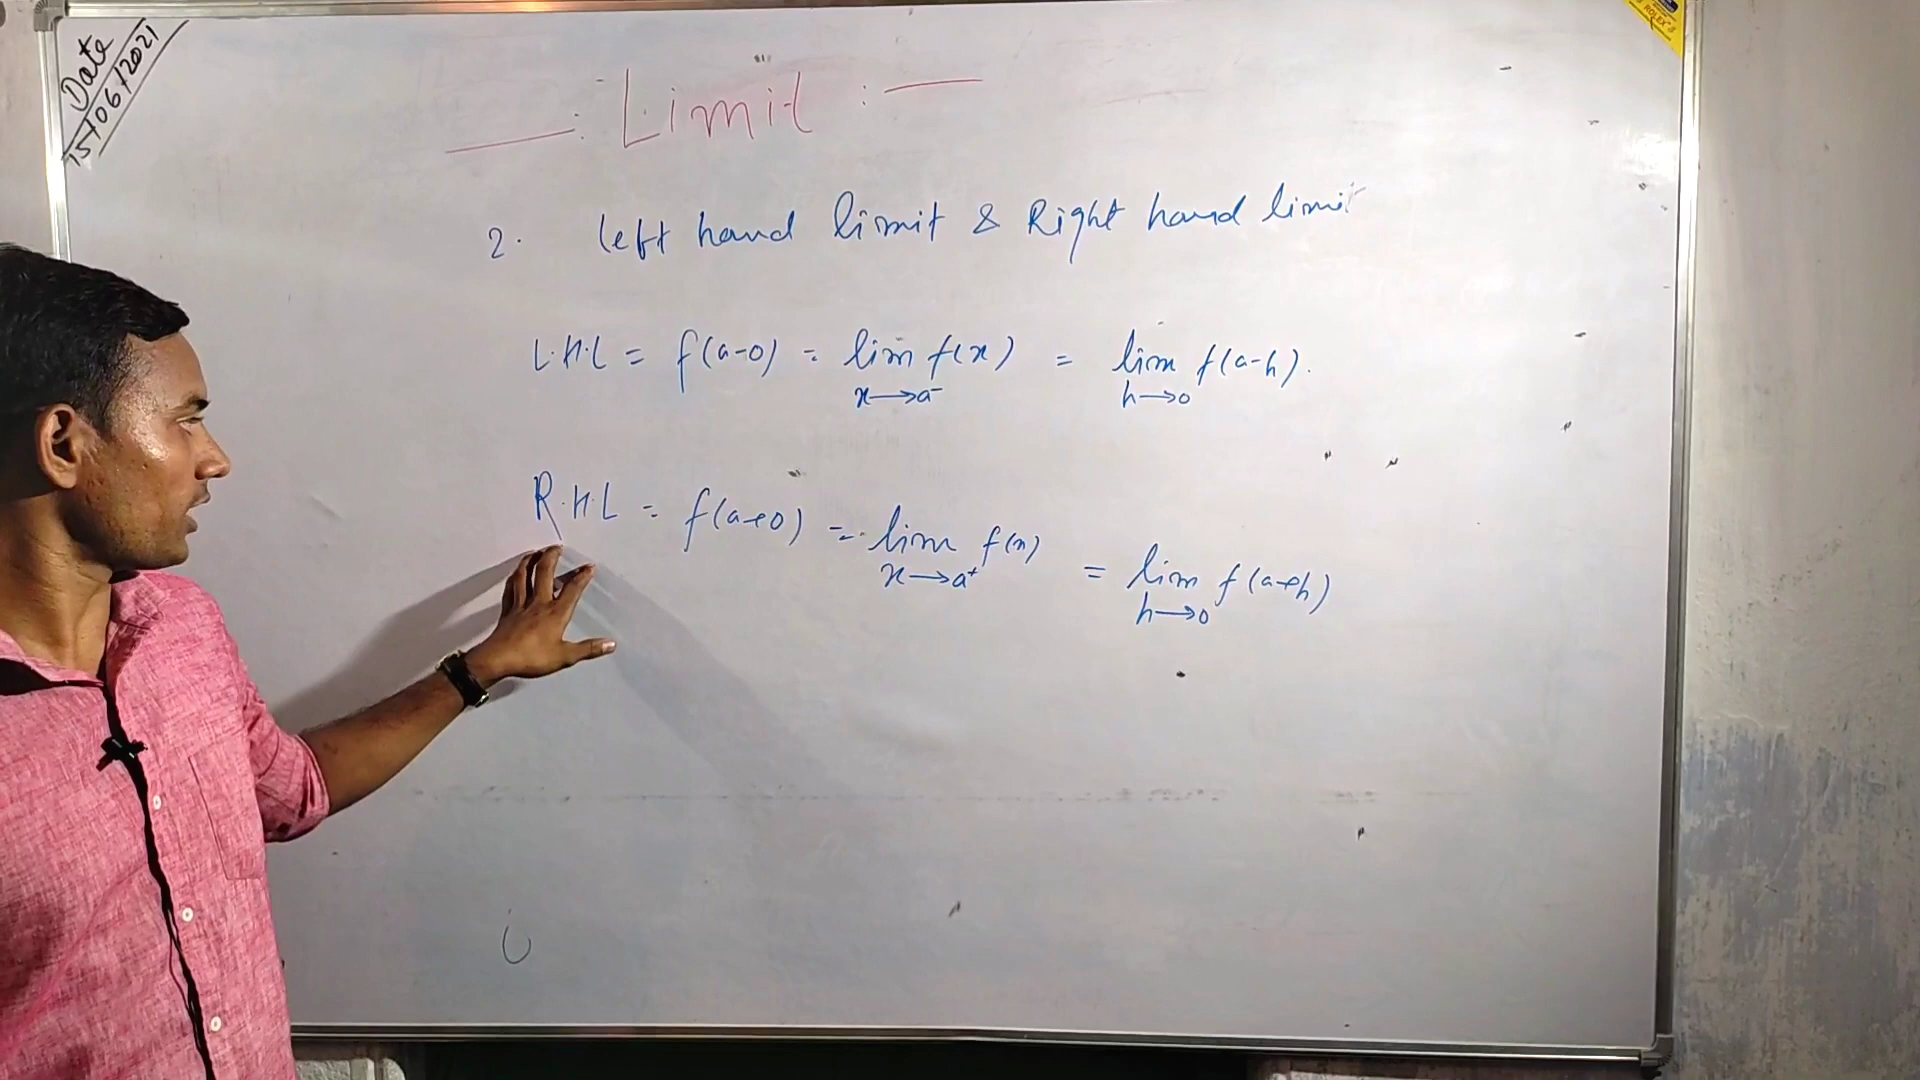 Date
15/06/2021
ROLEX
: Limit :
2. left hand limit & Right hand limit
L.H.L = f(a-0) = lim f(x) = lim f(a-h).
x→a⁻ h→0
R.H.L = f(a+0) = lim f(x) = lim f(a+h)
x→a⁺ h→0